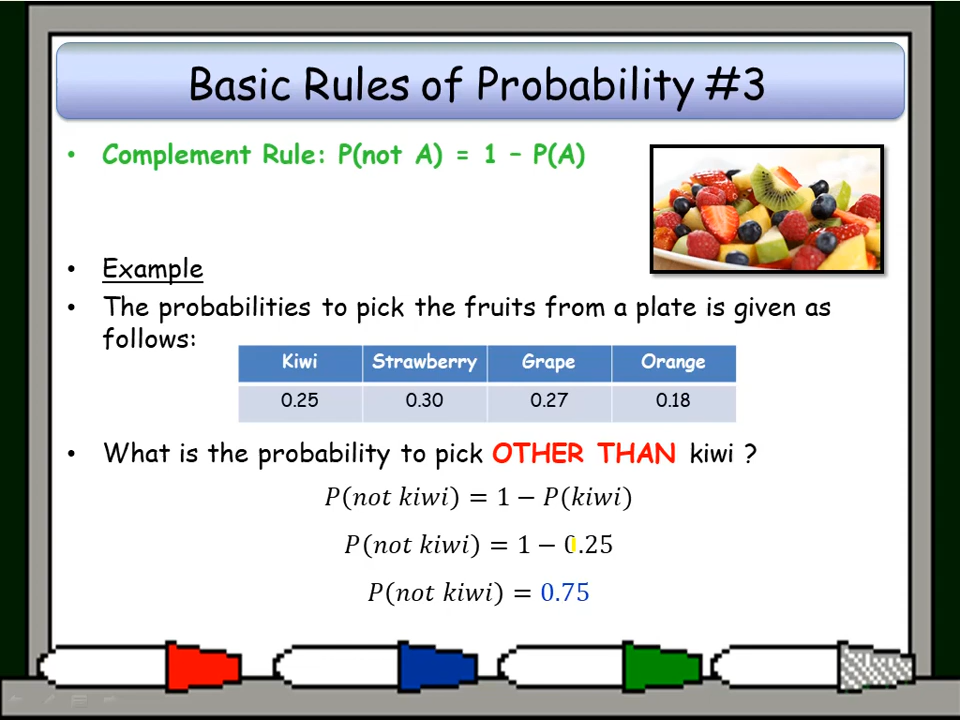 Basic Rules of Probability #3
• Complement Rule: P(not A) = 1 – P(A)
• Example
• The probabilities to pick the fruits from a plate is given as
follows:
Kiwi Strawberry Grape Orange
0.25 0.30 0.27 0.18
• What is the probability to pick OTHER THAN kiwi ?
P(not kiwi) = 1 − P(kiwi)
P(not kiwi) = 1 − 0.25
P(not kiwi) = 0.75